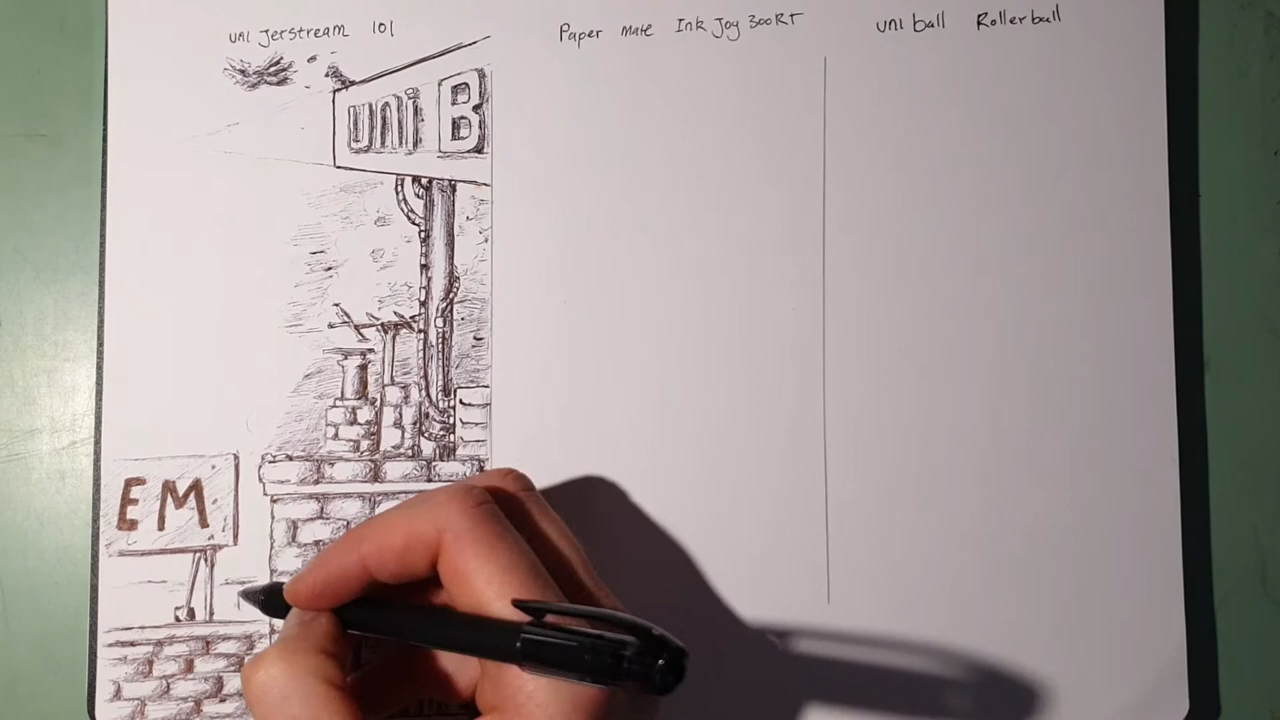 uni Jetstream 101
Paper Mate Ink Joy 300RT
uni ball Rollerball
uni B
EM